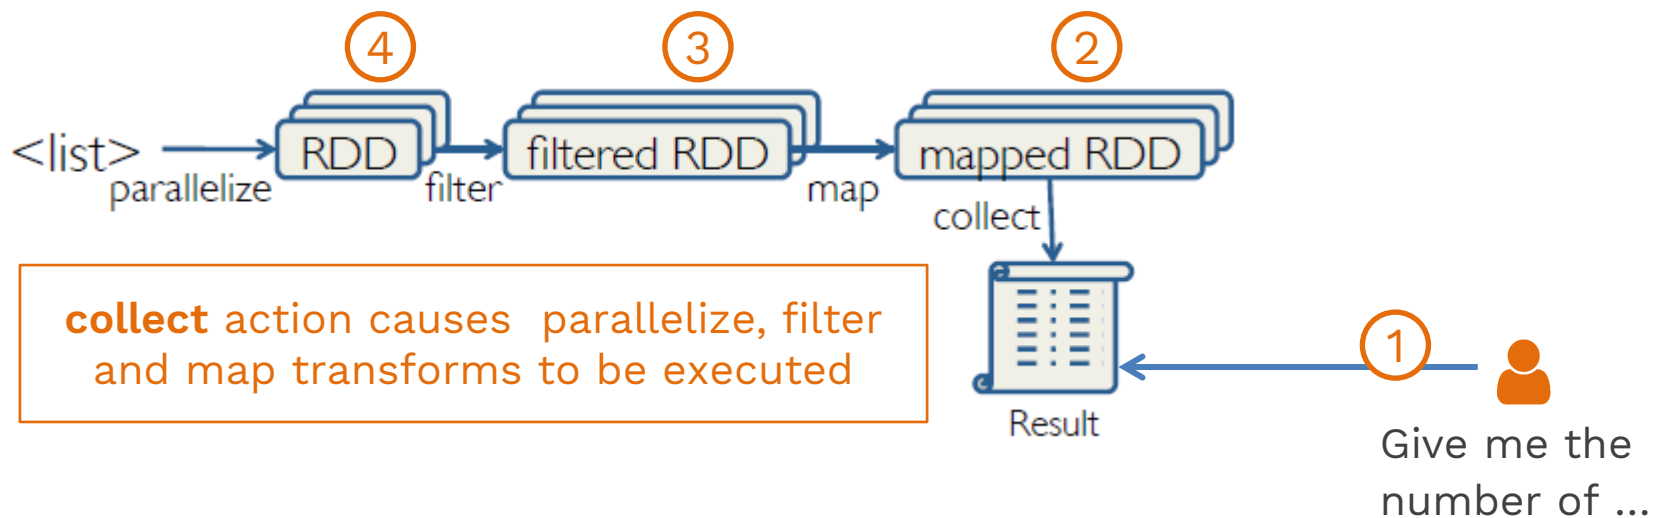 4
3
2
<list>
RDD
filtered RDD
mapped RDD
parallelize
filter
map
collect
collect action causes  parallelize, filter
and map transforms to be executed
1
Result
Give me the
number of ...